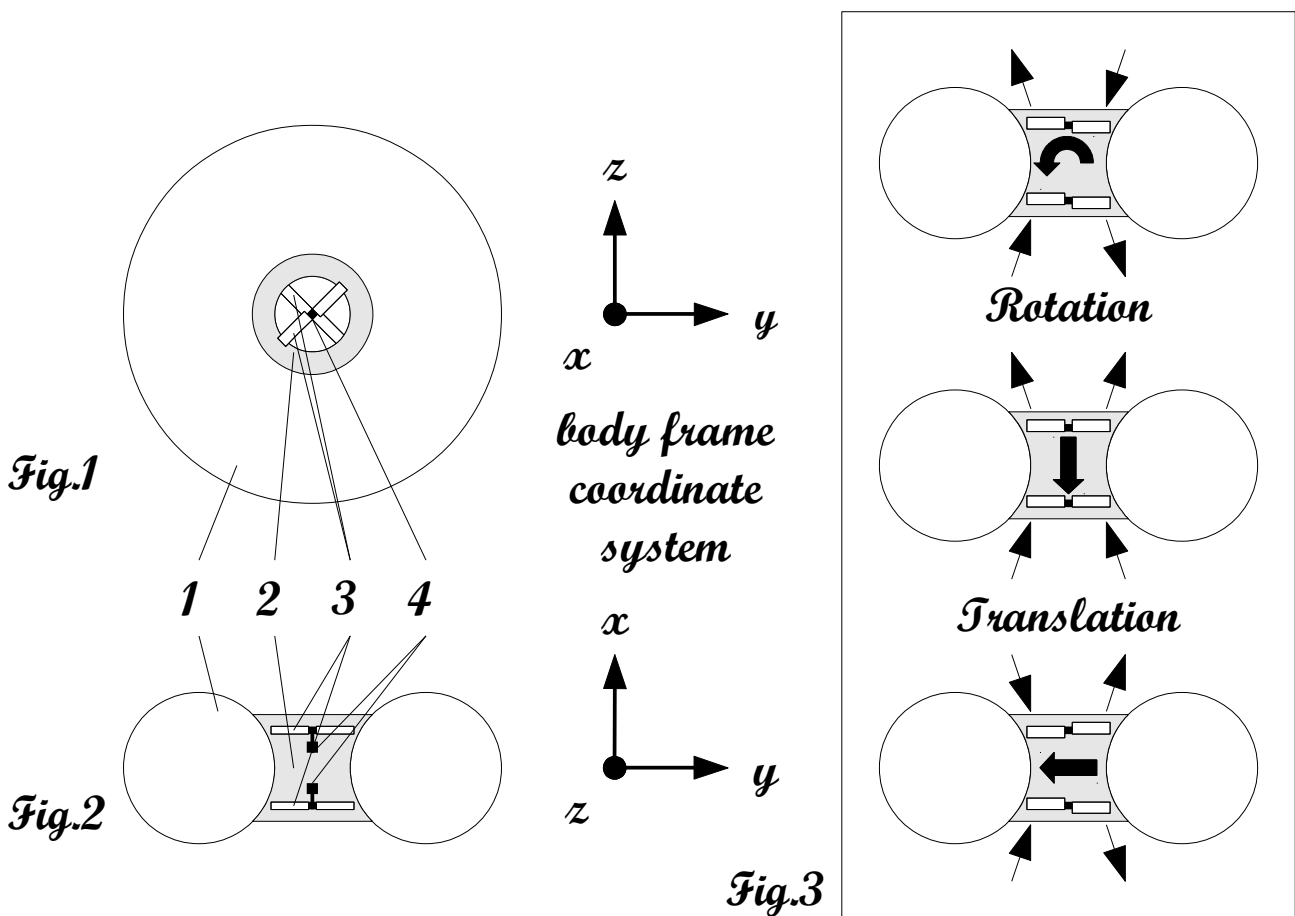 z
y
x
body frame
coordinate
system
Fig.1
1 2 3 4
x
y
z
Fig.2
Rotation
Translation
Fig.3